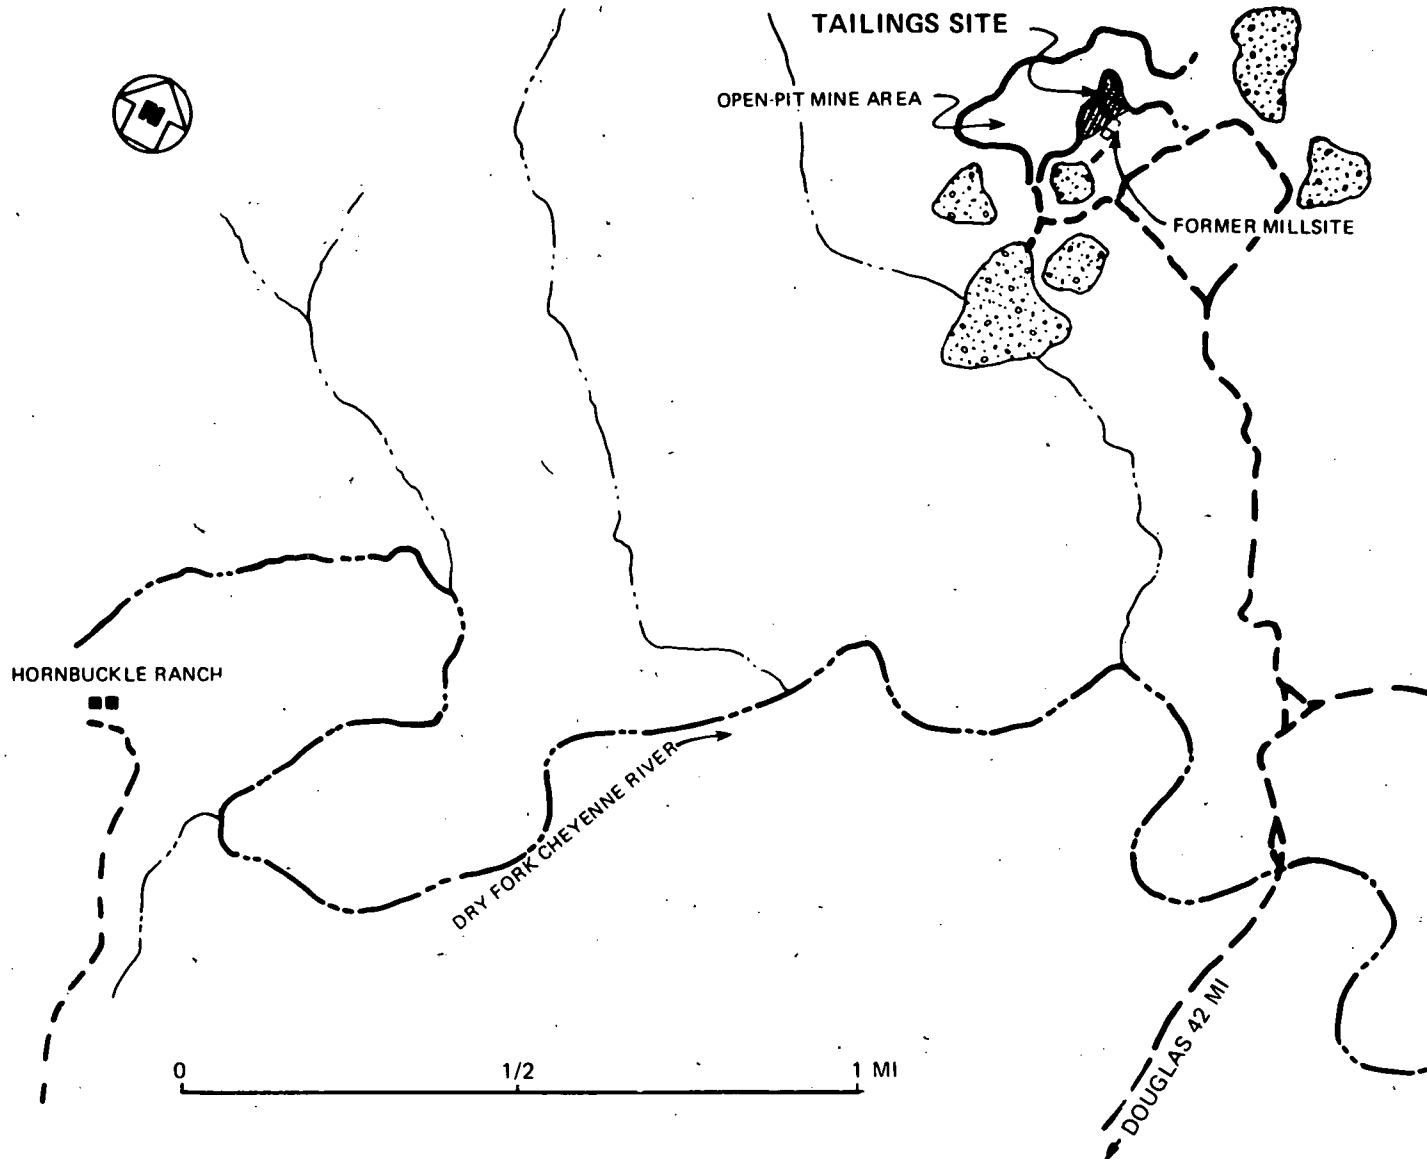 TAILINGS SITE
OPEN-PIT MINE AREA
N
FORMER MILLSITE
HORNBUCKLE RANCH
DRY FORK CHEYENNE RIVER
DOUGLAS 42 MI
0 1/2 1 MI